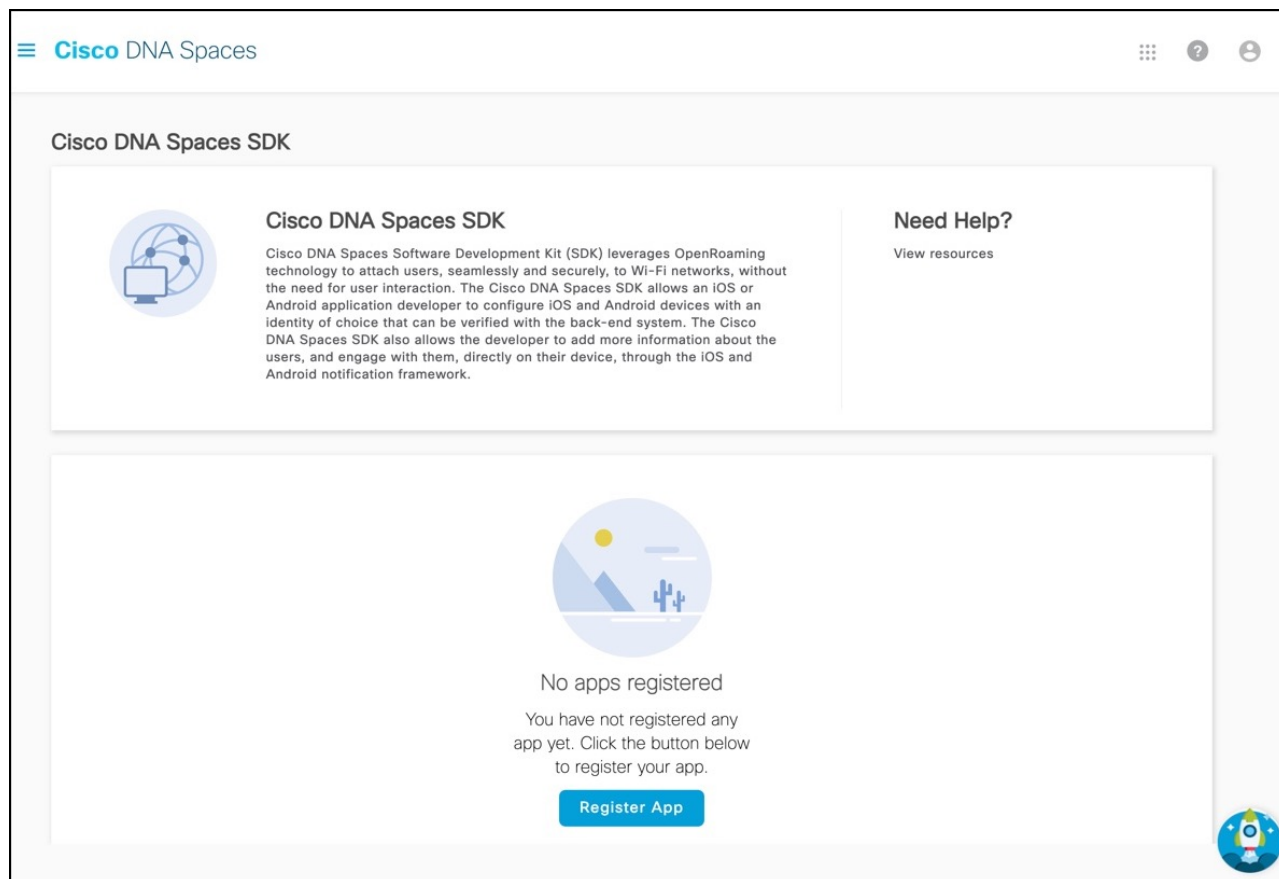 Cisco DNA Spaces
Cisco DNA Spaces SDK
Cisco DNA Spaces SDK
Cisco DNA Spaces Software Development Kit (SDK) leverages OpenRoaming
technology to attach users, seamlessly and securely, to Wi-Fi networks, without
the need for user interaction. The Cisco DNA Spaces SDK allows an iOS or
Android application developer to configure iOS and Android devices with an
identity of choice that can be verified with the back-end system. The Cisco
DNA Spaces SDK also allows the developer to add more information about the
users, and engage with them, directly on their device, through the iOS and
Android notification framework.
Need Help?
View resources
No apps registered
You have not registered any
app yet. Click the button below
to register your app.
Register App